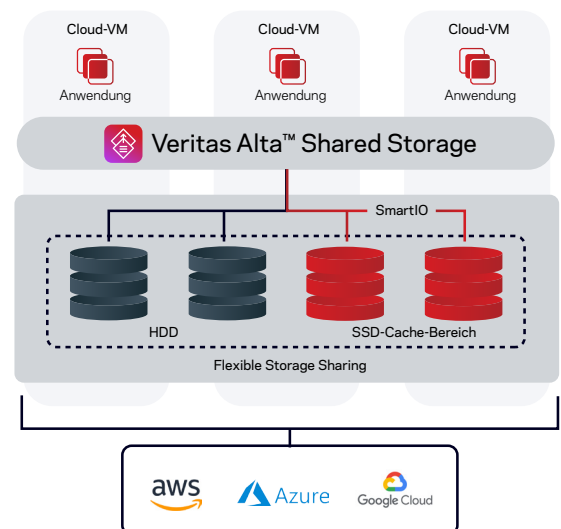 Cloud-VM
Cloud-VM
Cloud-VM
Anwendung
Anwendung
Anwendung
Veritas Alta™ Shared Storage
SmartIO
HDD
SSD-Cache-Bereich
Flexible Storage Sharing
aws
Azure
Google Cloud